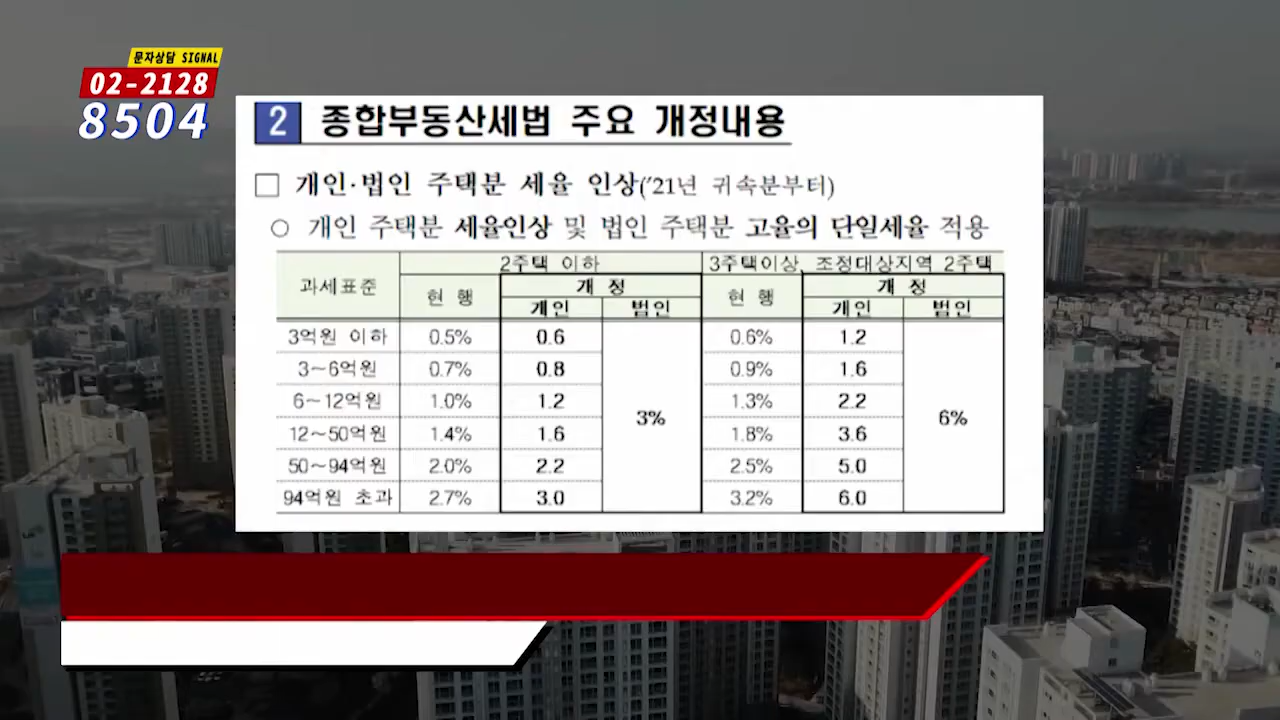 문자상담 SIGNAL
02-2128
8504
2 종합부동산세법 주요 개정내용
□ 개인·법인 주택분 세율 인상('21년 귀속분부터)
○ 개인 주택분 세율인상 및 법인 주택분 고율의 단일세율 적용
과세표준 2주택 이하 3주택이상, 조정대상지역 2주택
현 행 개 정 현 행 개 정
개인 법인 개인 법인
3억원 이하 0.5% 0.6 0.6% 1.2
3~6억원 0.7% 0.8 0.9% 1.6
6~12억원 1.0% 1.2 3% 1.3% 2.2 6%
12~50억원 1.4% 1.6 1.8% 3.6
50~94억원 2.0% 2.2 2.5% 5.0
94억원 초과 2.7% 3.0 3.2% 6.0